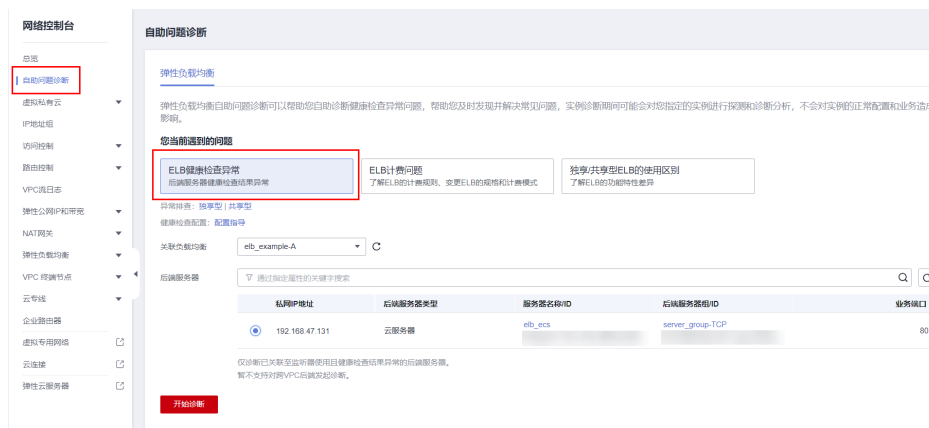 网络控制台
总览
自助问题诊断
虚拟私有云
IP地址组
访问控制
路由控制
VPC流日志
弹性公网IP和带宽
NAT网关
弹性负载均衡
VPC 终端节点
云专线
企业路由器
虚拟专用网络
云连接
弹性云服务器
自助问题诊断
弹性负载均衡
弹性负载均衡自助问题诊断可以帮助您自助诊断健康检查异常问题，帮助您及时发现并解决常见问题，实例诊断期间可能会对您指定的实例进行探测和诊断分析，不会对实例的正常配置和业务造成
影响。
您当前遇到的问题
ELB健康检查异常
后端服务器健康检查结果异常
ELB计费问题
了解ELB的计费规则、变更ELB的规格和计费模式
独享/共享型ELB的使用区别
了解ELB的功能特性差异
异常排查：独享型 | 共享型
健康检查配置：配置指导
关联负载均衡 elb_example-A
后端服务器 通过指定属性的关键字搜索
私网IP地址 后端服务器类型 服务器名称/ID 后端服务器组/ID 业务端口
192.168.47.131 云服务器 elb_ecs server_group-TCP 80
仅诊断已关联至监听器使用且健康检查结果异常的后端服务器。
暂不支持对跨VPC后端发起诊断。
开始诊断